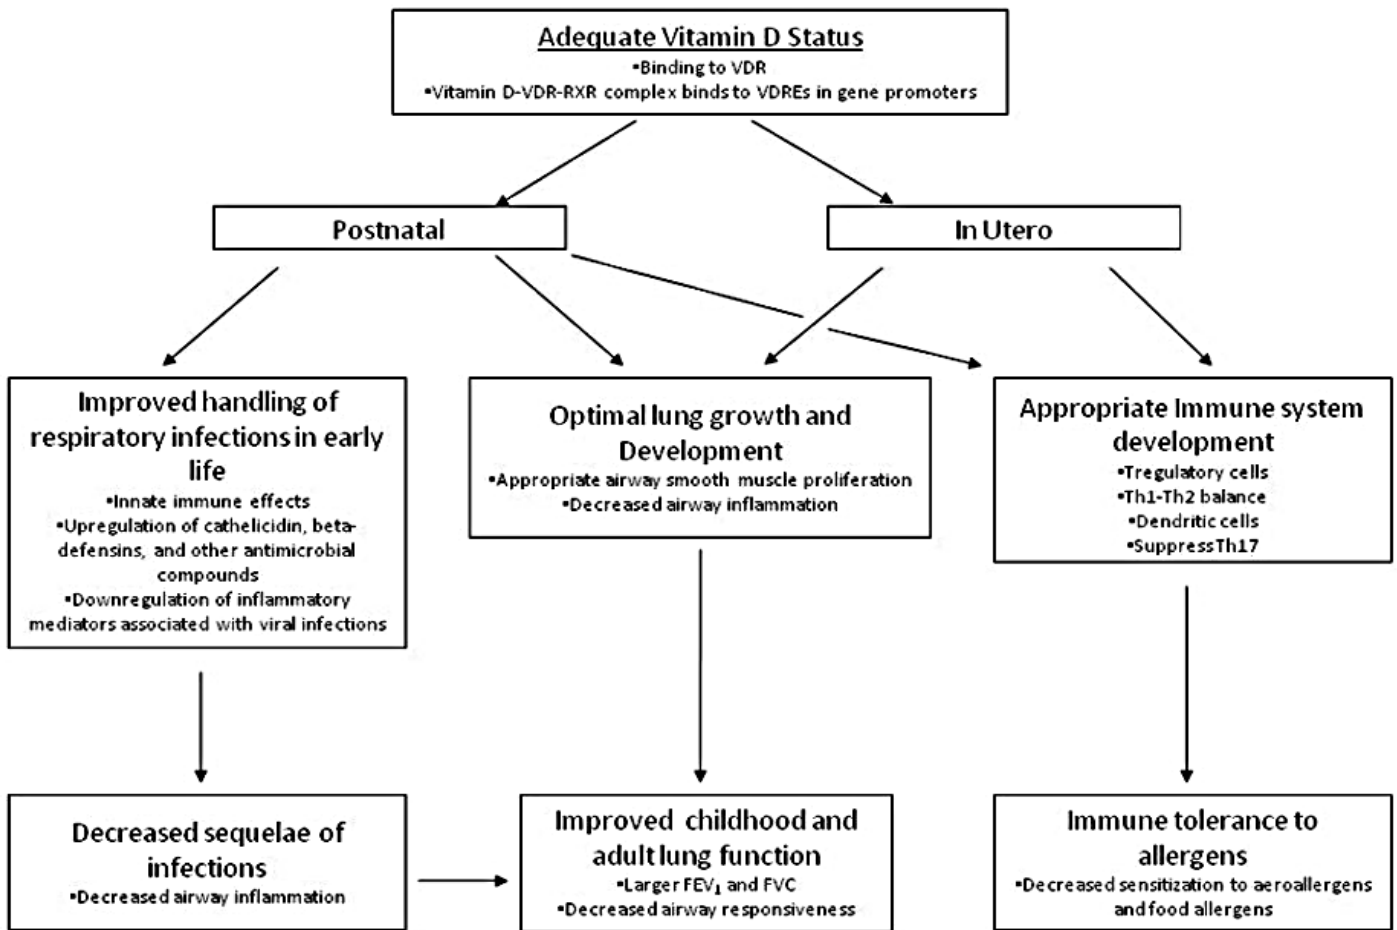 Adequate Vitamin D Status
▪Binding to VDR
▪Vitamin D-VDR-RXR complex binds to VDREs in gene promoters
Postnatal
In Utero
Improved handling of
respiratory infections in early
life
▪Innate immune effects
▪Upregulation of cathelicidin, beta-
defensins, and other antimicrobial
compounds
▪Downregulation of inflammatory
mediators associated with viral infections
Optimal lung growth and
Development
▪Appropriate airway smooth muscle proliferation
▪Decreased airway inflammation
Appropriate Immune system
development
▪Tregulatory cells
▪Th1-Th2 balance
▪Dendritic cells
▪SuppressTh17
Decreased sequelae of
infections
▪Decreased airway inflammation
Improved childhood and
adult lung function
▪Larger FEV₁ and FVC
▪Decreased airway responsiveness
Immune tolerance to
allergens
▪Decreased sensitization to aeroallergens
and food allergens